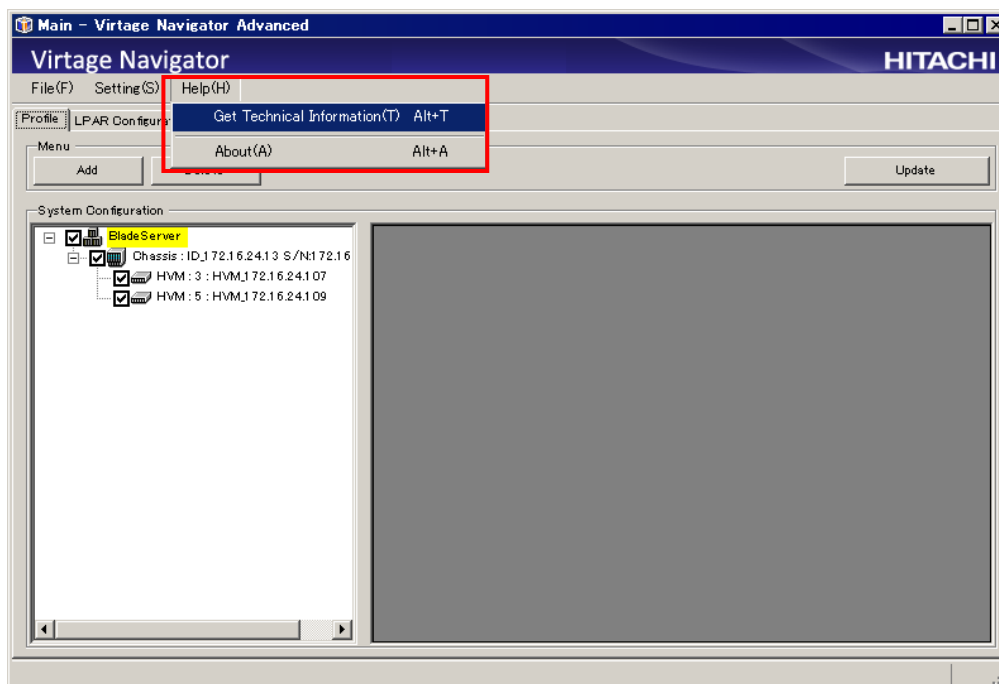 Main - Virtage Navigator Advanced
Virtage Navigator
HITACHI
File(F) Setting(S) Help(H)
Get Technical Information(T) Alt+T
About(A) Alt+A
Profile
LPAR
Menu
Add
Update
System Configuration
BladeServer
Chassis : ID_172.16.24.13 S/N:172.16
HVM : 3 : HVM_172.16.24.107
HVM : 5 : HVM_172.16.24.109